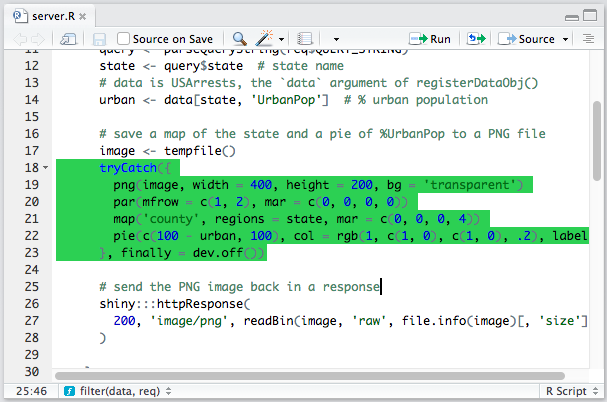 server.R
Source on Save
Run
Source
11 query <- parseQueryString(req$QUERY_STRING)
12 state <- query$state  # state name
13 # data is USArrests, the `data` argument of registerDataObj()
14 urban <- data[state, 'UrbanPop']  # % urban population
15
16 # save a map of the state and a pie of %UrbanPop to a PNG file
17 image <- tempfile()
18 tryCatch({
19 png(image, width = 400, height = 200, bg = 'transparent')
20 par(mfrow = c(1, 2), mar = c(0, 0, 0, 0))
21 map('county', regions = state, mar = c(0, 0, 0, 4))
22 pie(c(100 - urban, 100), col = rgb(1, c(1, 0), c(1, 0), .2), label
23 }, finally = dev.off())
24
25 # send the PNG image back in a response
26 shiny:::httpResponse(
27 200, 'image/png', readBin(image, 'raw', file.info(image)[, 'size']
28 )
29
30
25:46 filter(data, req) R Script